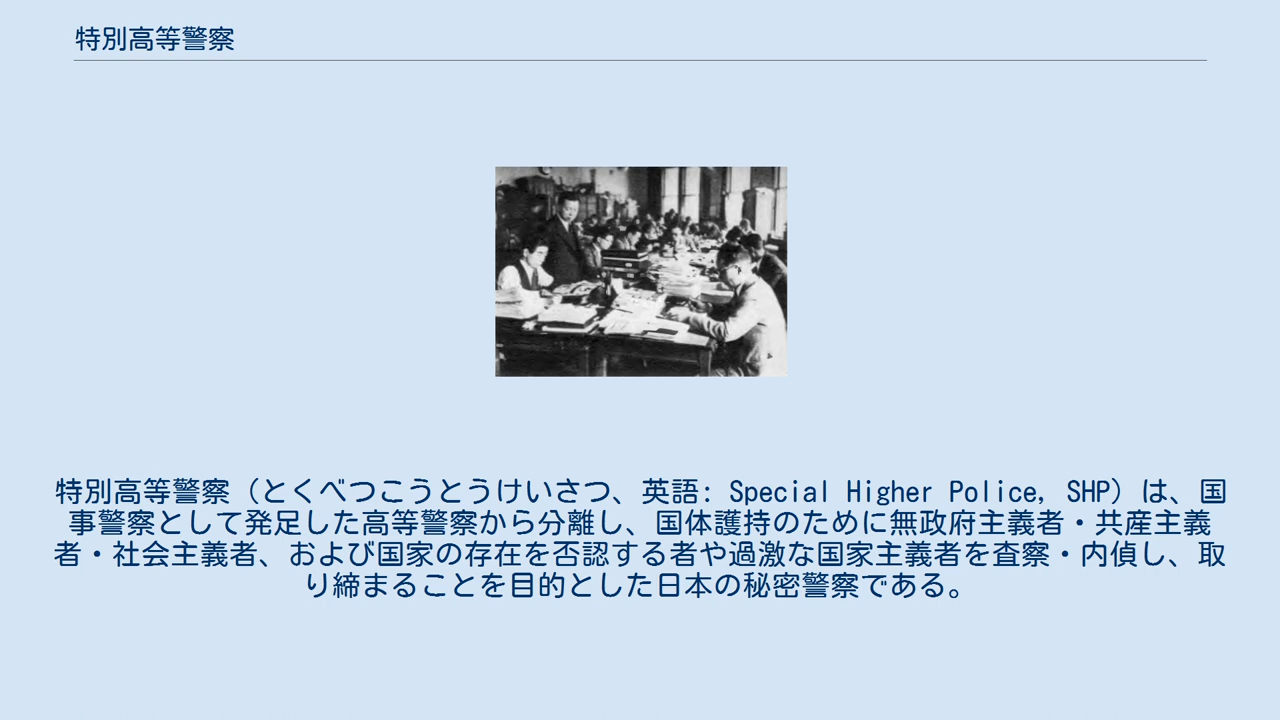 特別高等警察
特別高等警察（とくべつこうとうけいさつ、英語: Special Higher Police, SHP）は、国
事警察として発足した高等警察から分離し、国体護持のために無政府主義者・共産主義
者・社会主義者、および国家の存在を否認する者や過激な国家主義者を査察・内偵し、取
り締まることを目的とした日本の秘密警察である。